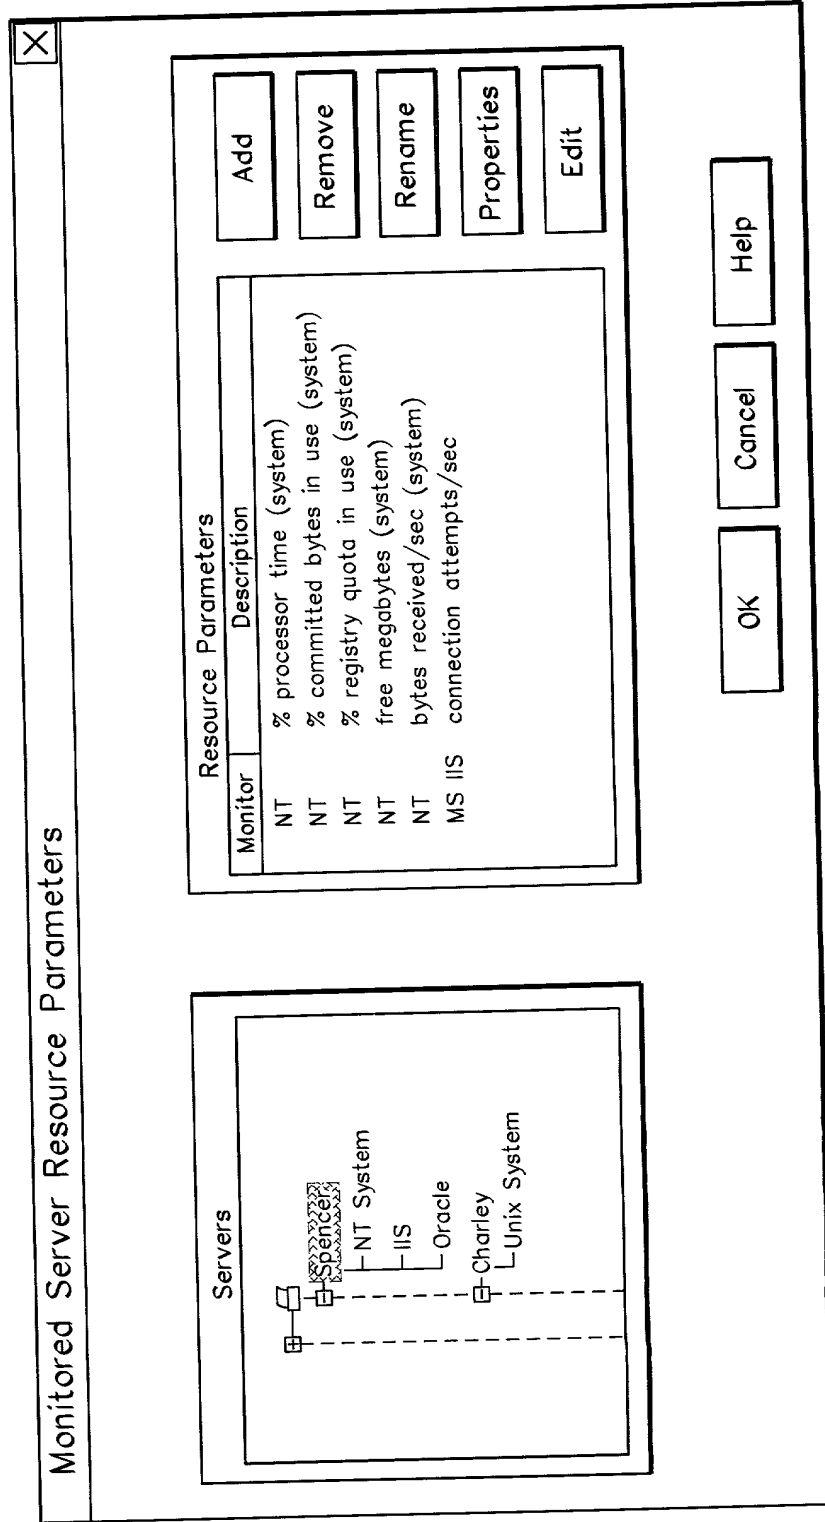 Monitored Server Resource Parameters
Servers
Spencer
NT System
IIS
Oracle
Charley
Unix System
Resource Parameters
Monitor Description
NT % processor time (system)
NT % committed bytes in use (system)
NT % registry quota in use (system)
NT free megabytes (system)
NT bytes received/sec (system)
MS IIS connection attempts/sec
Add
Remove
Rename
Properties
Edit
OK Cancel Help